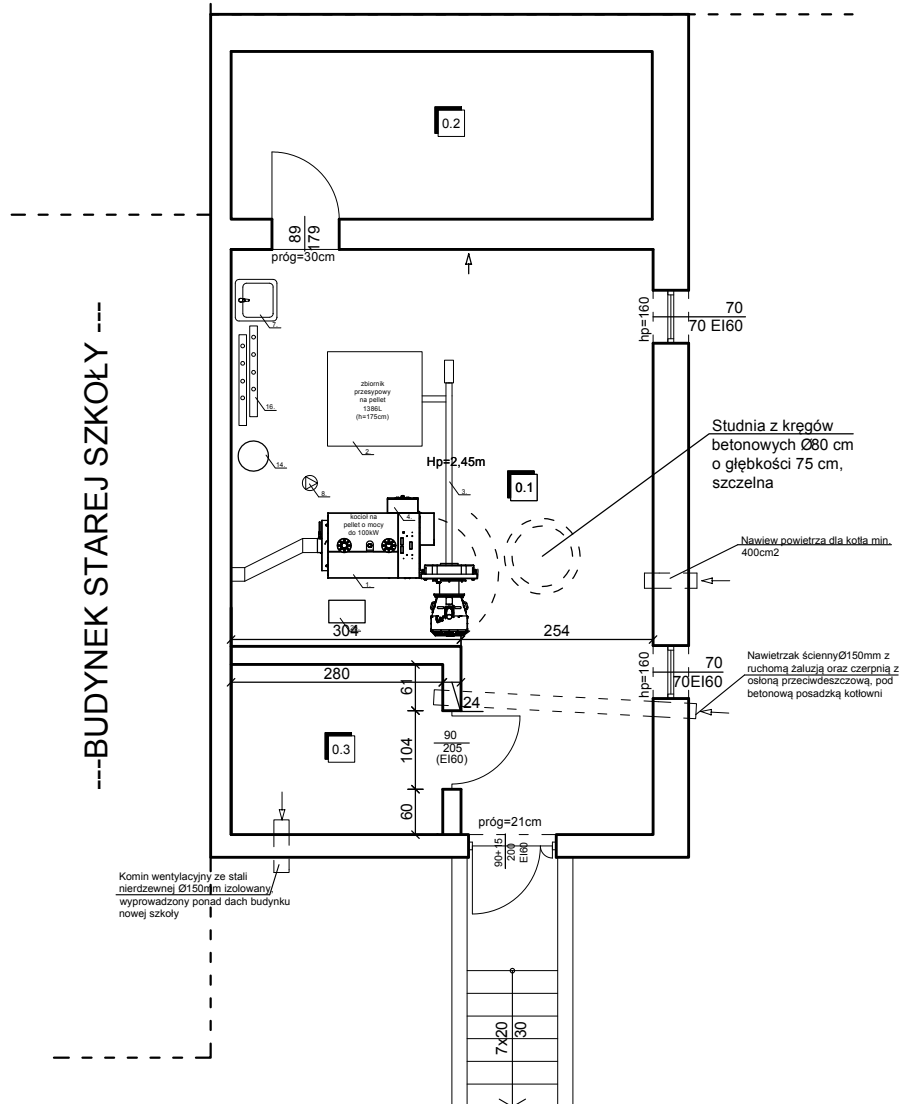 0.2
89
179
próg=30cm
7.
hp=160
70
70 EI60
zbiornik
przesypowy
na pellet
1386L
(h=175cm)
2.
16.
Studnia z kręgów
betonowych Ø80 cm
o głębkości 75 cm,
szczelna
---BUDYNEK STAREJ SZKOŁY ---
14.
Hp=2,45m
3.
0.1
8.
4.
kocioł na
pellet o mocy
do 100kW
1.
Nawiew powietrza dla kotła min.
400cm2
304
254
280
61
24
hp=160
70
70EI60
Nawietrzak ściennyØ150mm z
ruchomą żaluzją oraz czerpnią z
osłoną przeciwdeszczową, pod
betonową posadzką kotłowni
0.3
104
90
205
(EI60)
60
próg=21cm
90+15
200
EI60
Komin wentylacyjny ze stali
nierdzewnej Ø150mm izolowany,
wyprowadzony ponad dach budynku
nowej szkoły
7x20
30